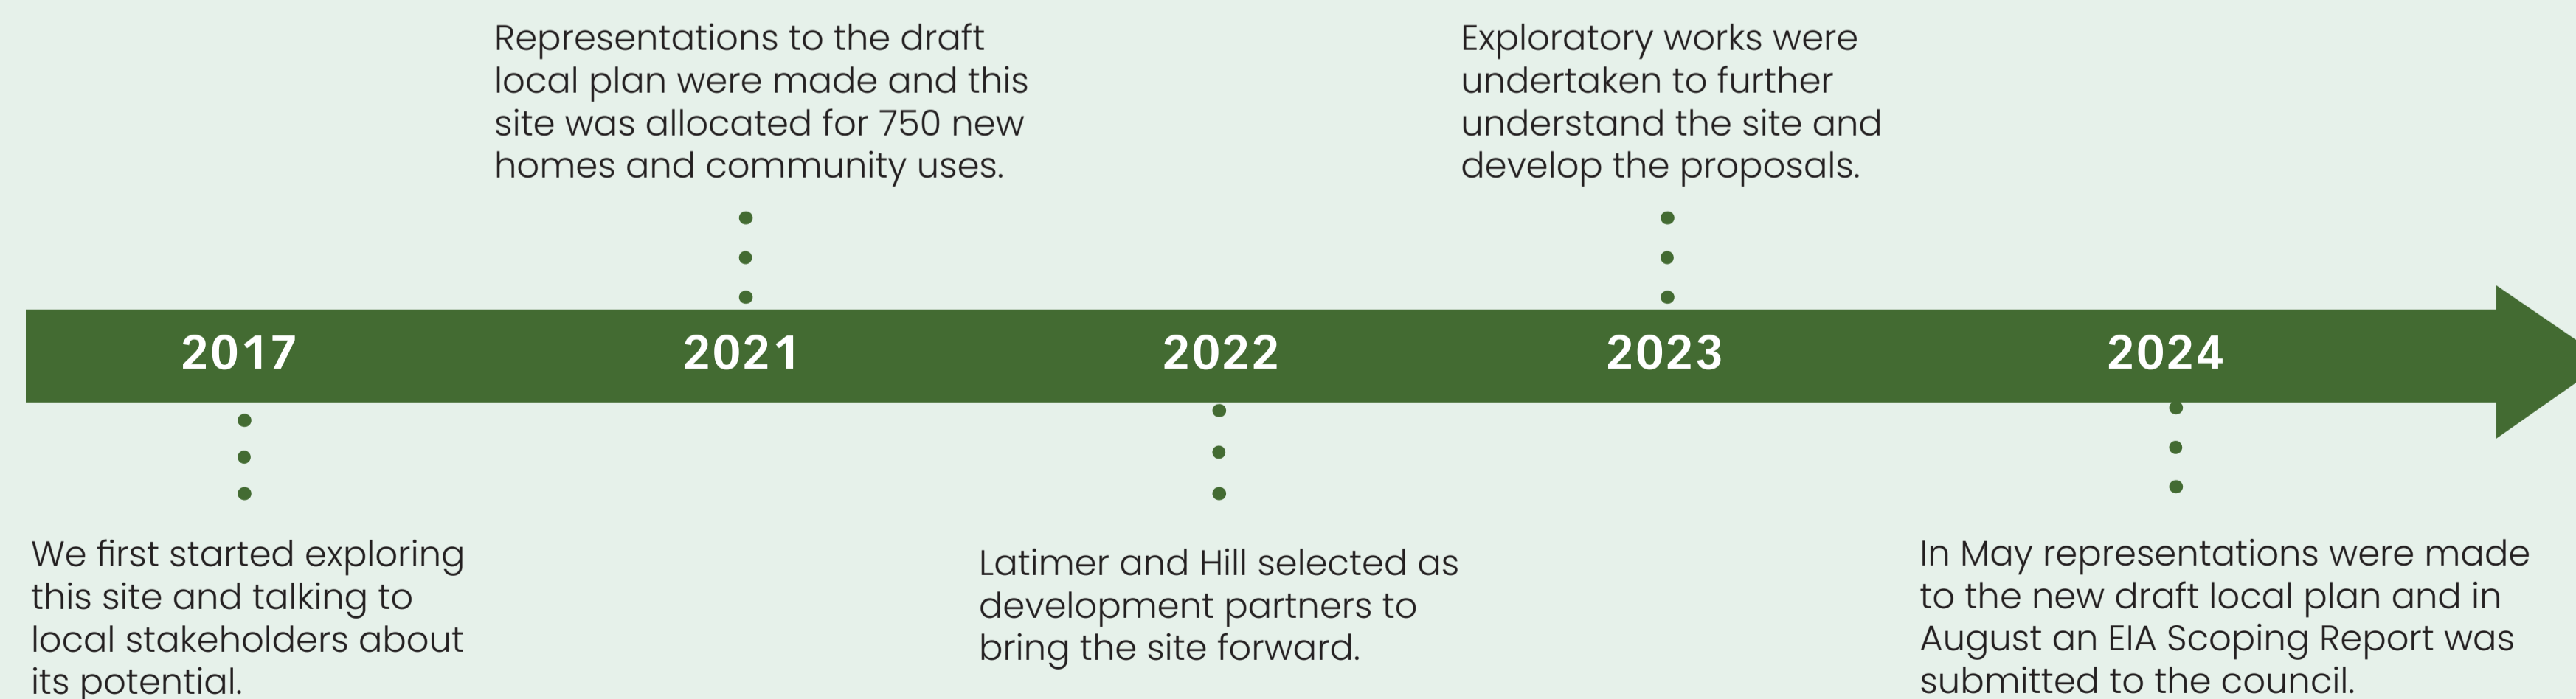 Representations to the draft
local plan were made and this
site was allocated for 750 new
homes and community uses.
Exploratory works were
undertaken to further
understand the site and
develop the proposals.
2017 2021 2022 2023 2024
We first started exploring
this site and talking to
local stakeholders about
its potential.
Latimer and Hill selected as
development partners to
bring the site forward.
In May representations were made
to the new draft local plan and in
August an EIA Scoping Report was
submitted to the council.